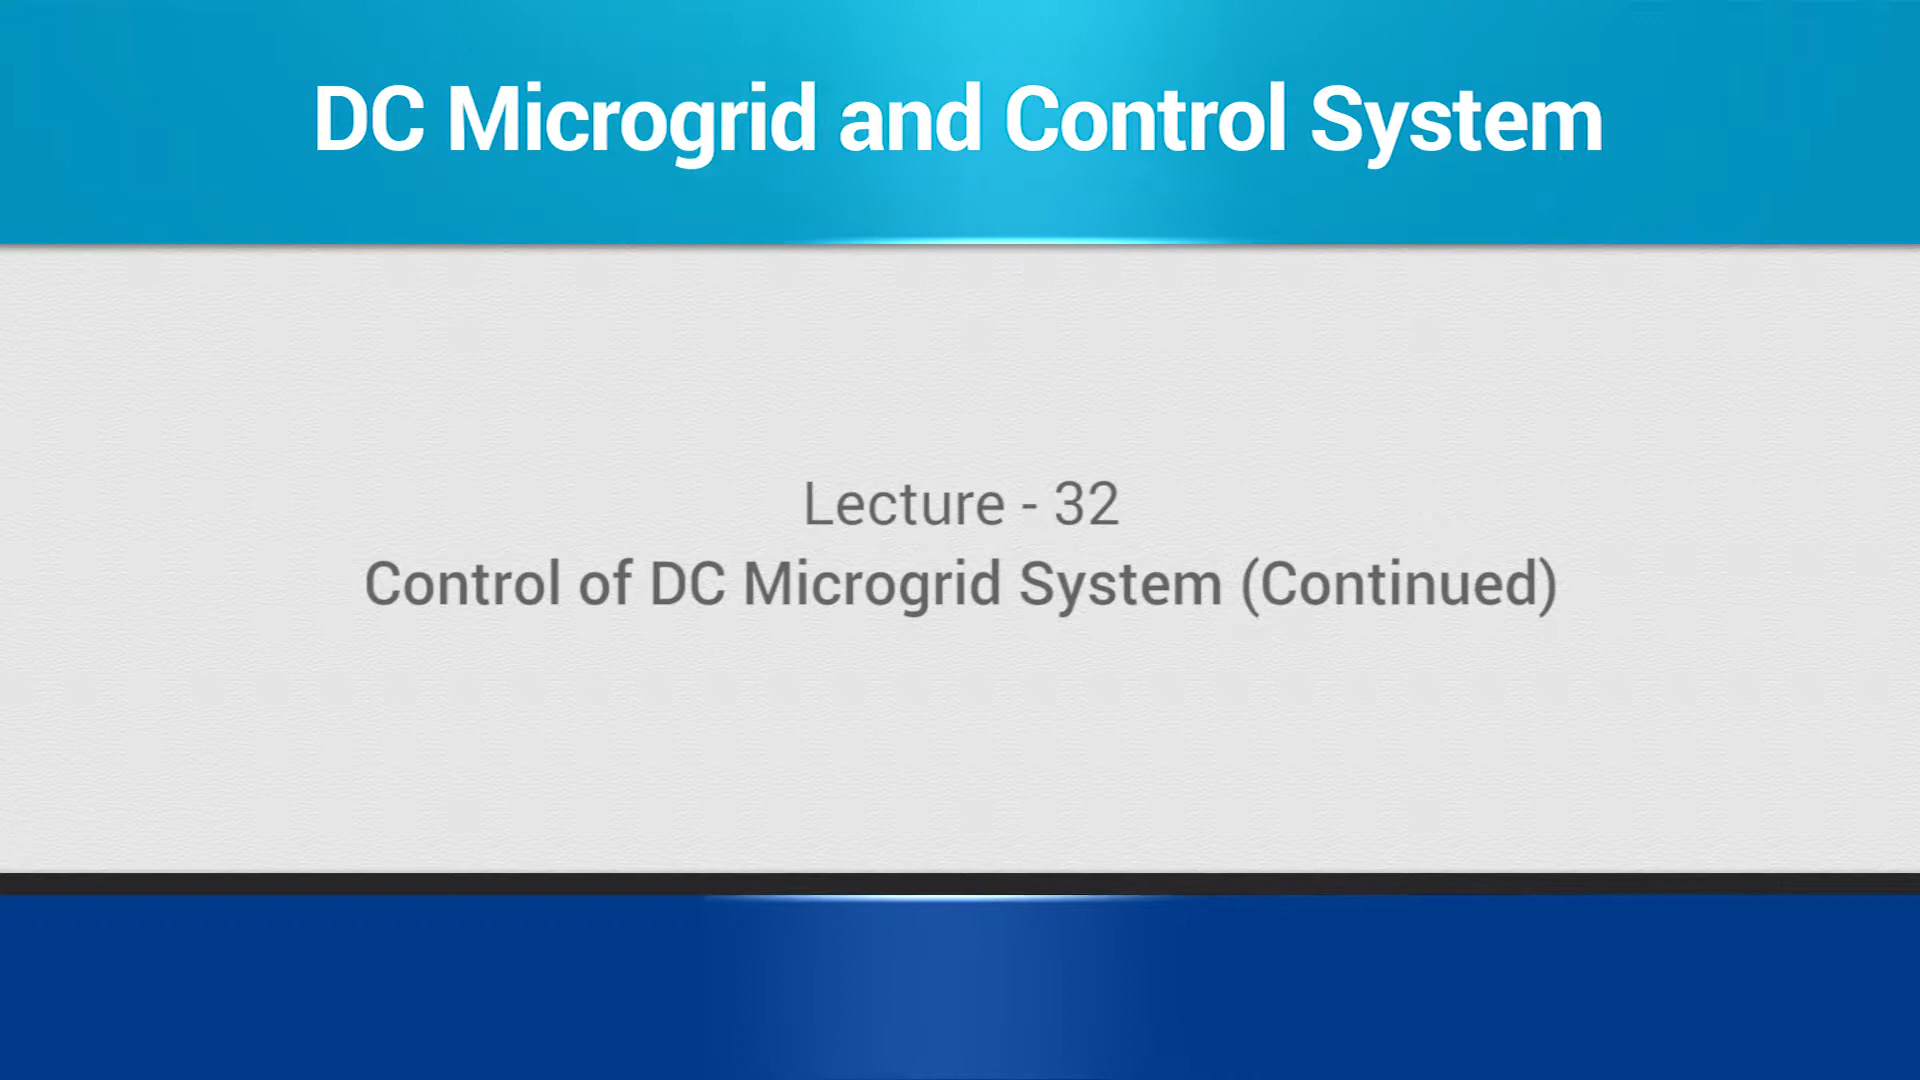 DC Microgrid and Control System
Lecture - 32
Control of DC Microgrid System (Continued)